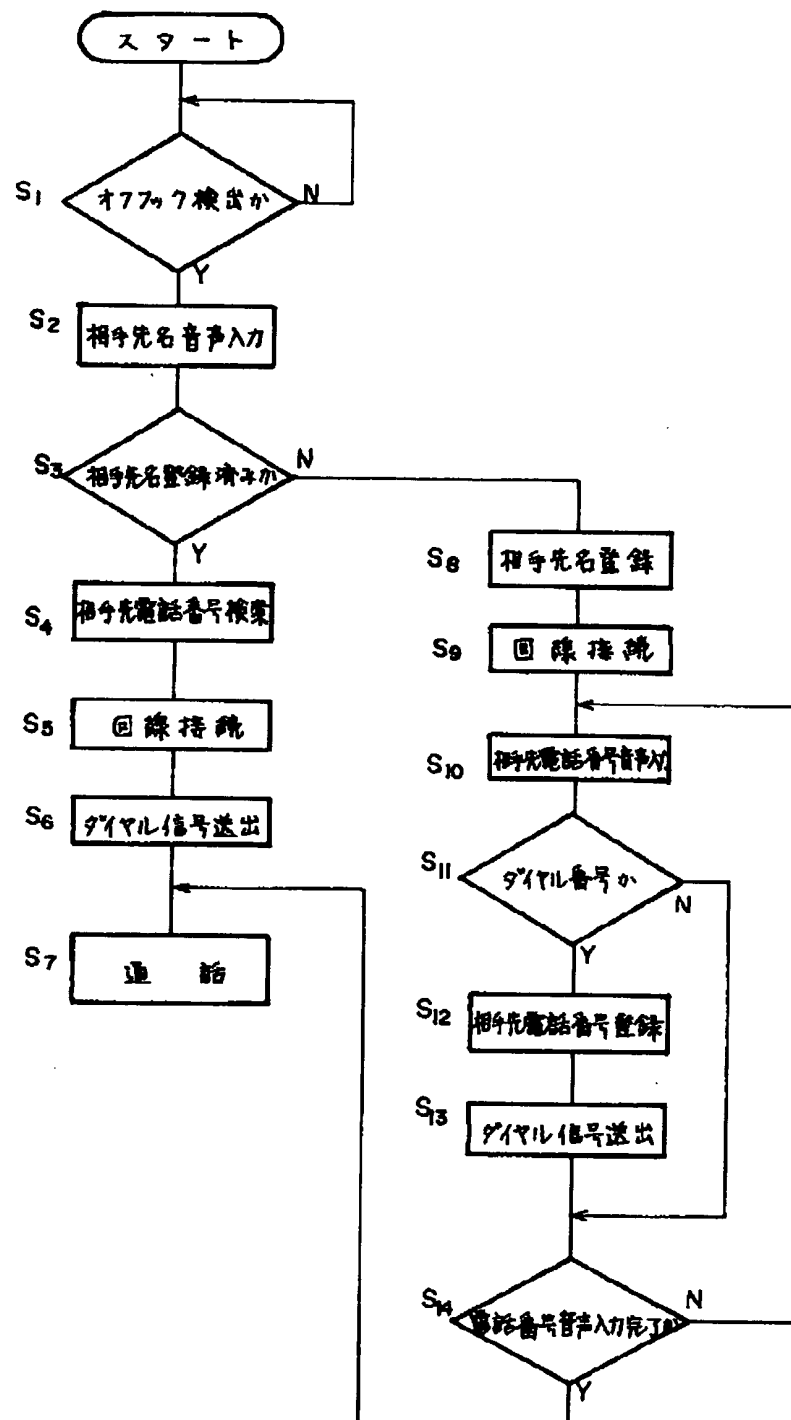 スタート
S1
オフフック検出か
N
Y
S2
相手先名音声入力
S3
相手先名登録済みか
N
Y
S4
相手先電話番号検索
S5
回線接続
S6
ダイヤル信号送出
S7
通話
S8
相手先名登録
S9
回線接続
S10
相手先電話番号音声入力
S11
ダイヤル番号か
N
Y
S12
相手先電話番号登録
S13
ダイヤル信号送出
S14
電話番号音声入力完了か
N
Y